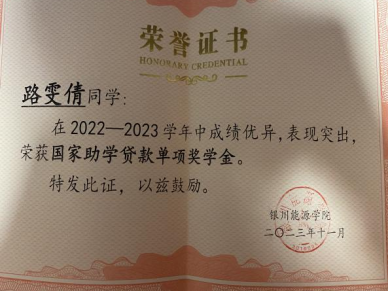 荣誉证书
HONORARY CREDENTIAL
路雯倩同学:
在2022—2023学年中成绩优异,表现突出,
荣获国家助学贷款单项奖学金。
特发此证，以兹鼓励。
银川能源学院
二〇二三年十一月